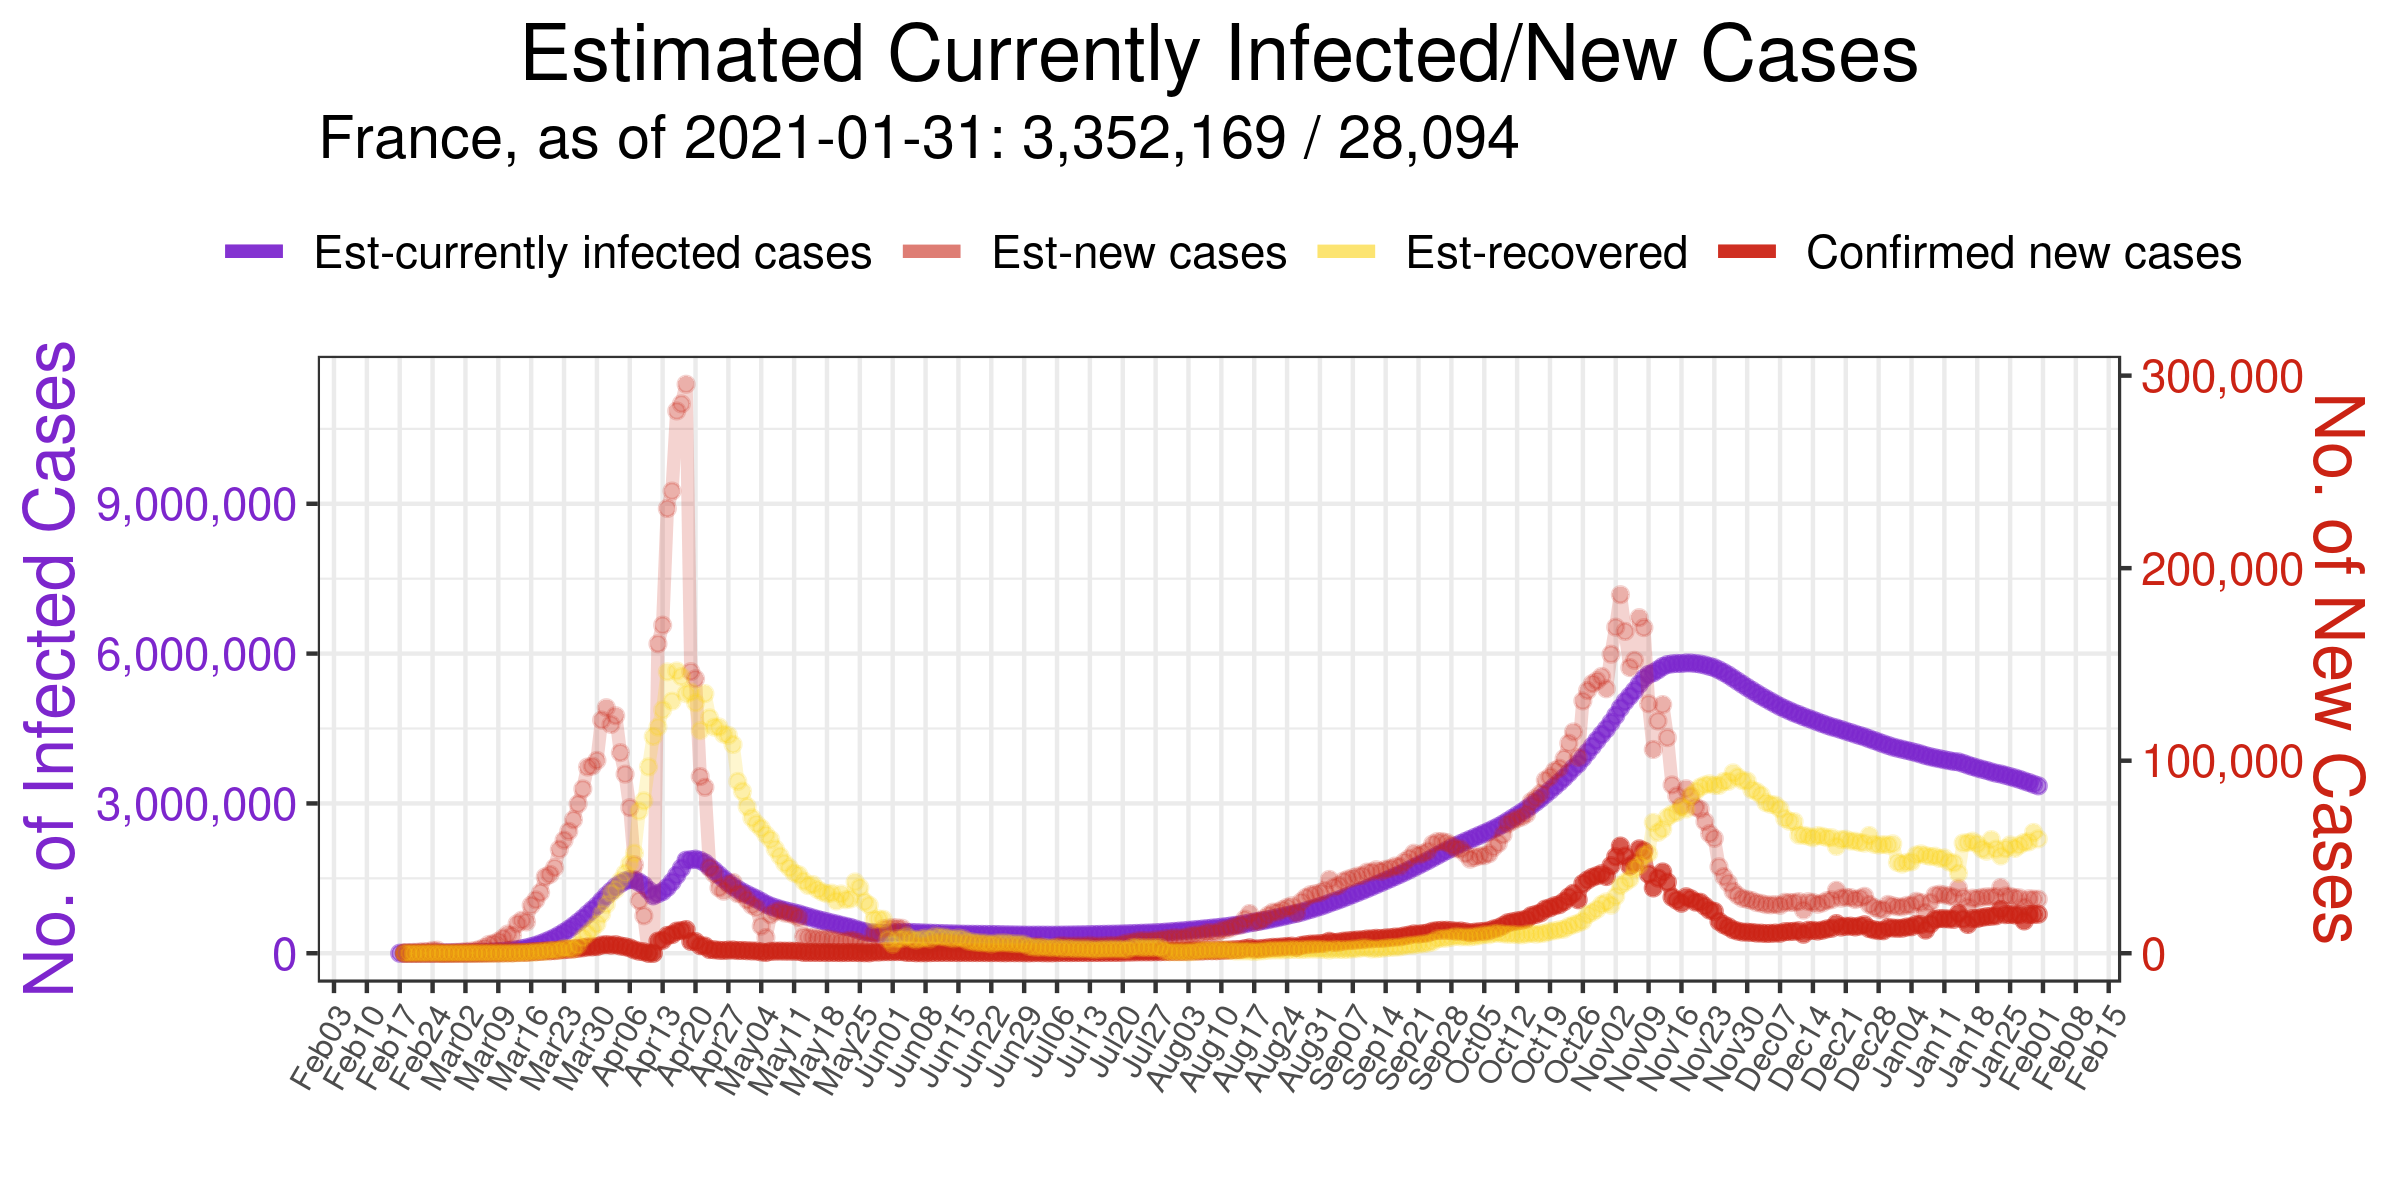 Estimated Currently Infected/New Cases
France, as of 2021-01-31: 3,352,169 / 28,094
Est-currently infected cases Est-new cases Est-recovered Confirmed new cases
No. of Infected Cases
9,000,000
6,000,000
3,000,000
0
300,000
200,000
100,000
0
No. of New Cases
Feb03 Feb10 Feb17 Feb24 Mar02 Mar09 Mar16 Mar23 Mar30 Apr06 Apr13 Apr20 Apr27 May04 May11 May18 May25 Jun01 Jun08 Jun15 Jun22 Jun29 Jul06 Jul13 Jul20 Jul27 Aug03 Aug10 Aug17 Aug24 Aug31 Sep07 Sep14 Sep21 Sep28 Oct05 Oct12 Oct19 Oct26 Nov02 Nov09 Nov16 Nov23 Nov30 Dec07 Dec14 Dec21 Dec28 Jan04 Jan11 Jan18 Jan25 Feb01 Feb08 Feb15